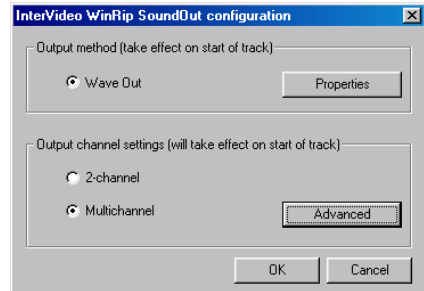 InterVideo WinRip SoundOut configuration
Output method (take effect on start of track)
Wave Out
Properties
Output channel settings (will take effect on start of track)
2-channel
Multichannel
Advanced
OK
Cancel